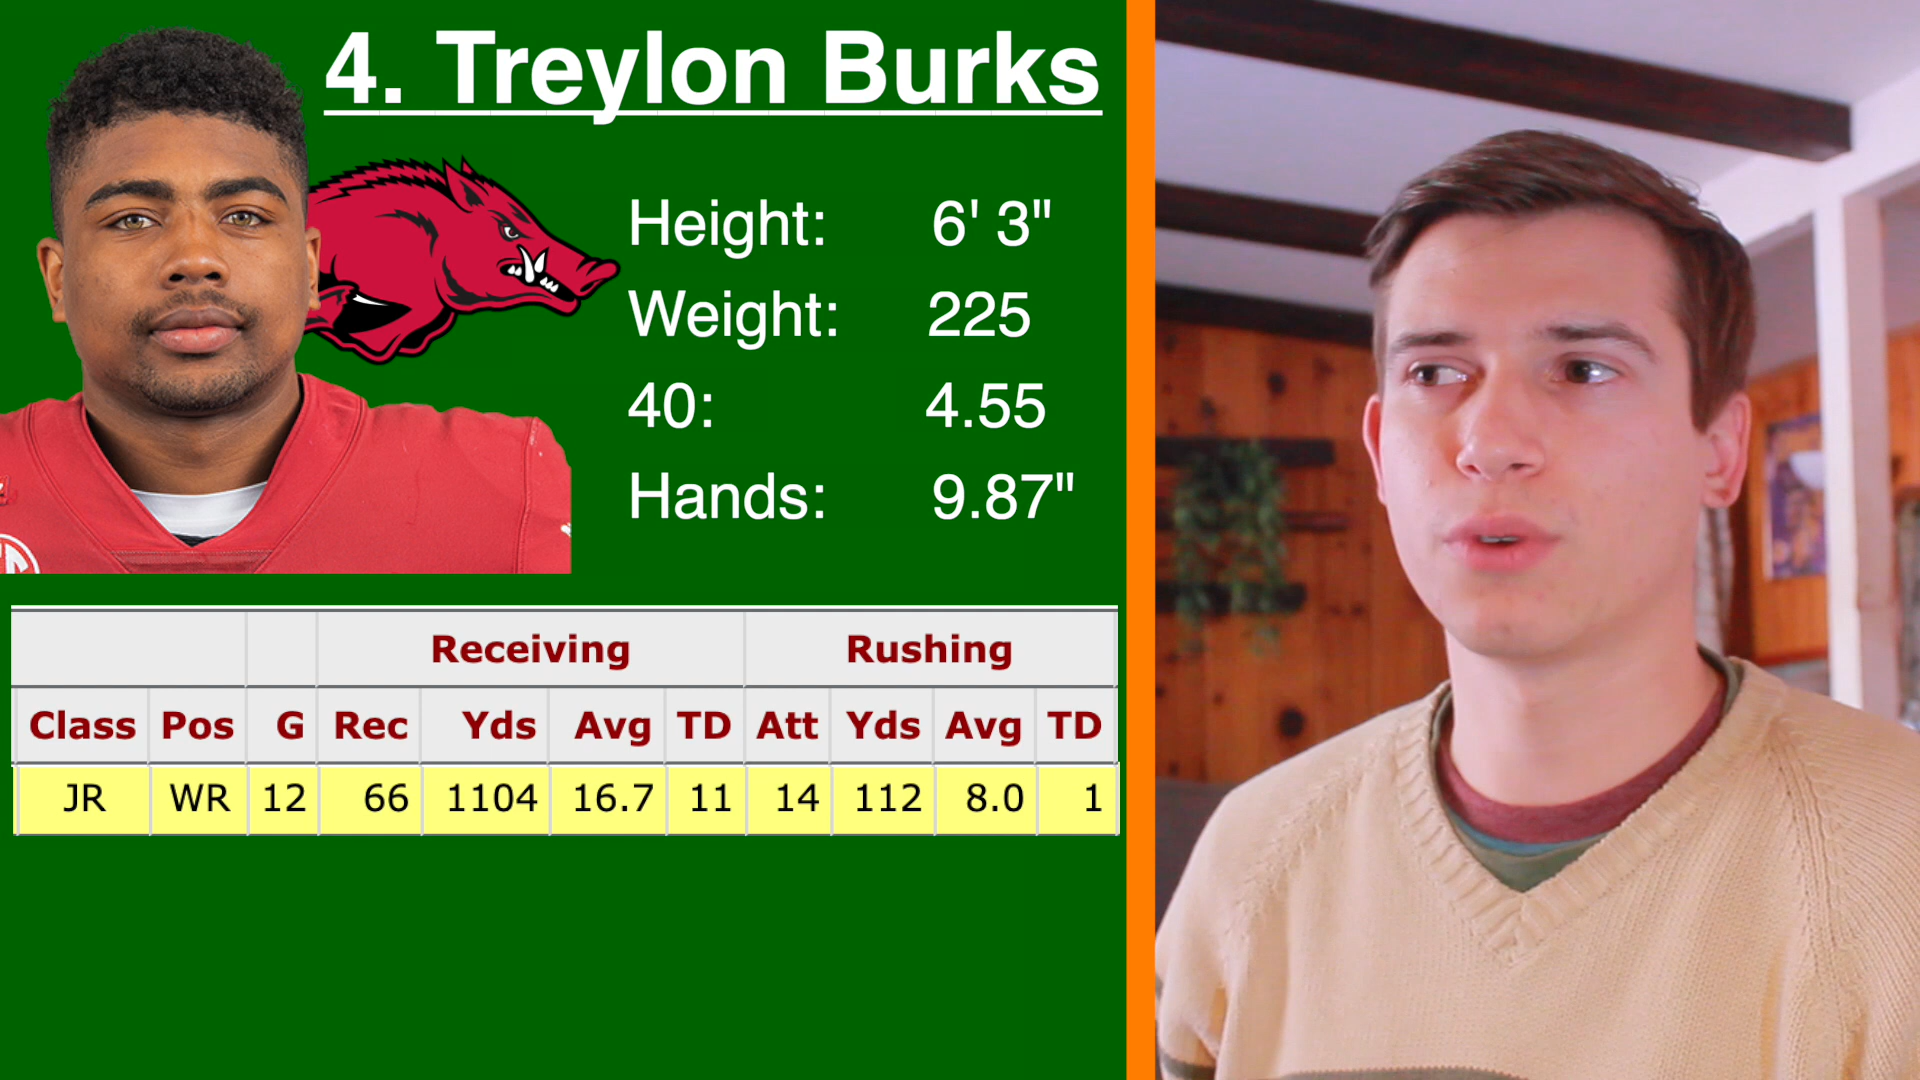 4. Treylon Burks
Height: 6' 3"
Weight: 225
40: 4.55
Hands: 9.87"
Receiving Rushing
Class Pos G Rec Yds Avg TD Att Yds Avg TD
JR WR 12 66 1104 16.7 11 14 112 8.0 1